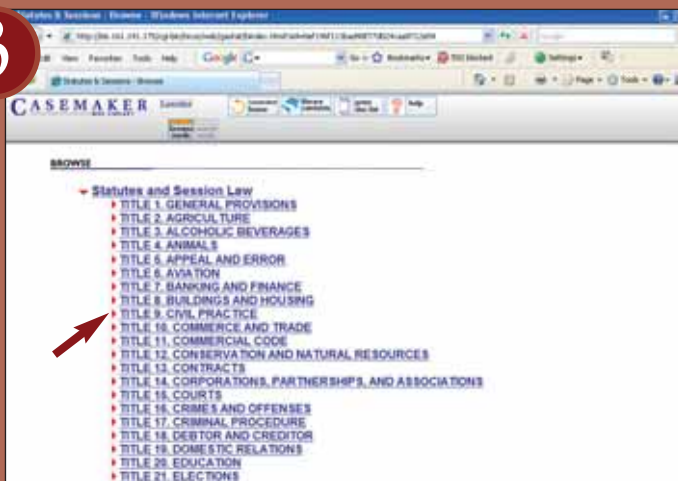 3
Statutes & Sessions : Browse - Windows Internet Explorer
View Favorites Tools Help Google Bookmarks Settings
Statutes & Sessions - Browse Page Tools
CASEMAKER
help
BROWSE
Statutes and Session Law
TITLE 1. GENERAL PROVISIONS
TITLE 2. AGRICULTURE
TITLE 3. ALCOHOLIC BEVERAGES
TITLE 4. ANIMALS
TITLE 5. APPEAL AND ERROR
TITLE 6. AVIATION
TITLE 7. BANKING AND FINANCE
TITLE 8. BUILDINGS AND HOUSING
TITLE 9. CIVIL PRACTICE
TITLE 10. COMMERCE AND TRADE
TITLE 11. COMMERCIAL CODE
TITLE 12. CONSERVATION AND NATURAL RESOURCES
TITLE 13. CONTRACTS
TITLE 14. CORPORATIONS, PARTNERSHIPS, AND ASSOCIATIONS
TITLE 15. COURTS
TITLE 16. CRIMES AND OFFENSES
TITLE 17. CRIMINAL PROCEDURE
TITLE 18. DEBTOR AND CREDITOR
TITLE 19. DOMESTIC RELATIONS
TITLE 20. EDUCATION
TITLE 21. ELECTIONS